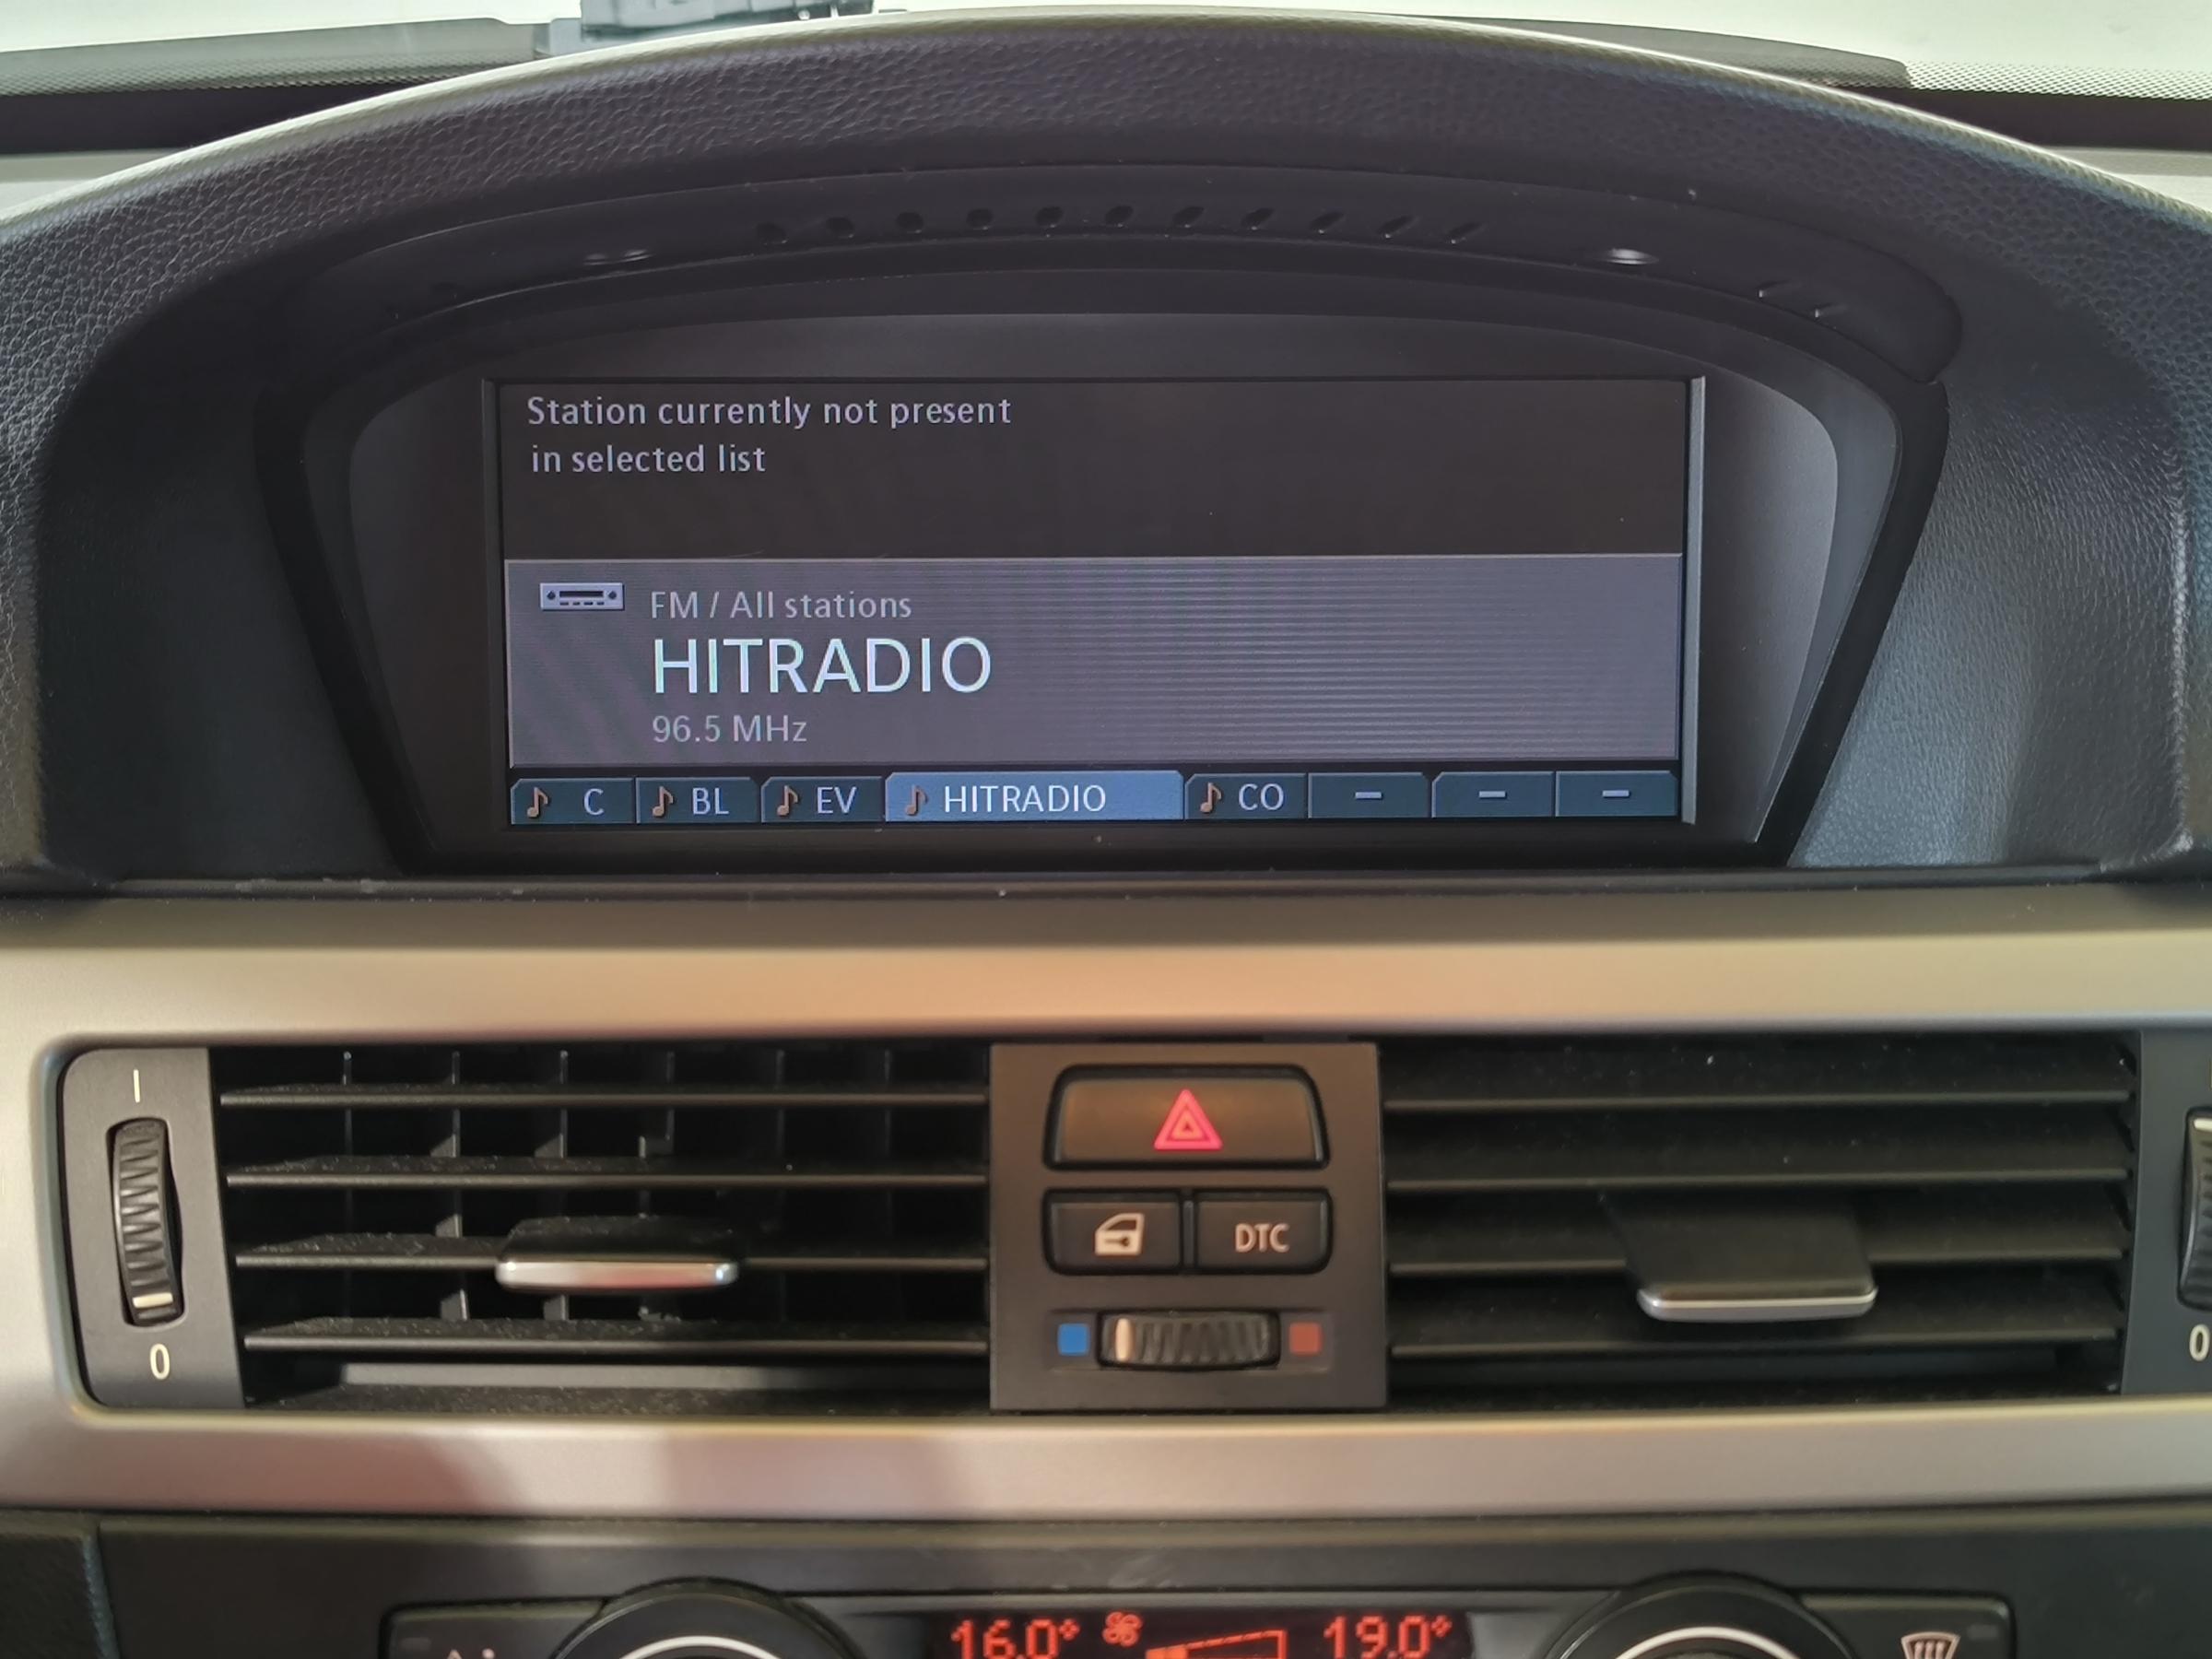 Station currently not present
in selected list
FM / All stations
HITRADIO
96.5 MHz
C BL EV HITRADIO CO – – –
I
DTC
0
0
16.0° 19.0°